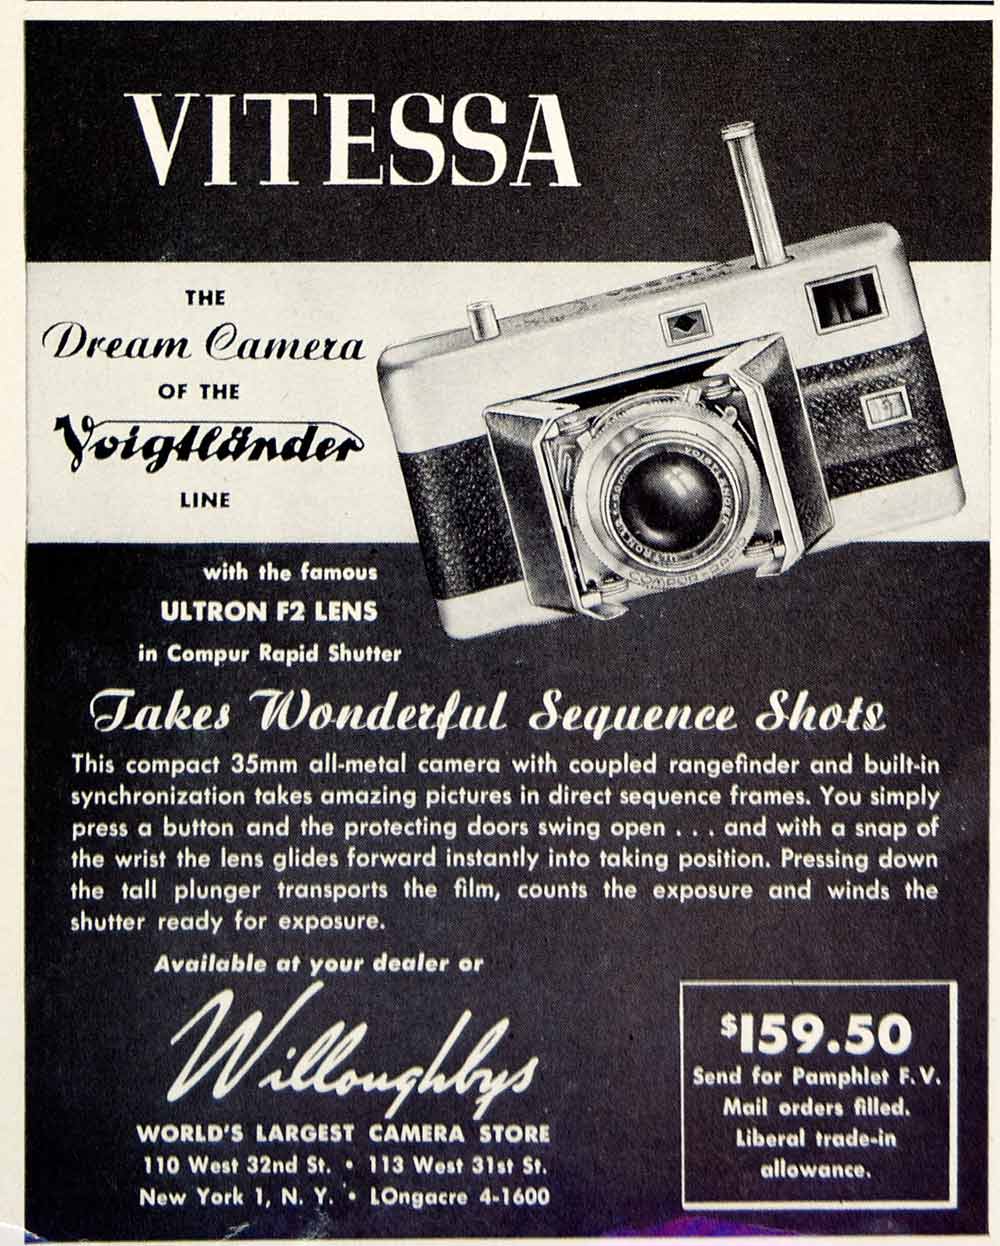 VITESSA
THE
Dream Camera
OF THE
Voigtländer
LINE
with the famous
ULTRON F2 LENS
in Compur Rapid Shutter
VOIGTLÄNDER
ULTRON
COMPUR-RAPID
Takes Wonderful Sequence Shots
This compact 35mm all-metal camera with coupled rangefinder and built-in
synchronization takes amazing pictures in direct sequence frames. You simply
press a button and the protecting doors swing open . . . and with a snap of
the wrist the lens glides forward instantly into taking position. Pressing down
the tall plunger transports the film, counts the exposure and winds the
shutter ready for exposure.
Available at your dealer or
Willoughbys
WORLD'S LARGEST CAMERA STORE
110 West 32nd St. • 113 West 31st St.
New York 1, N. Y. • LOngacre 4-1600
$159.50
Send for Pamphlet F.V.
Mail orders filled.
Liberal trade-in
allowance.